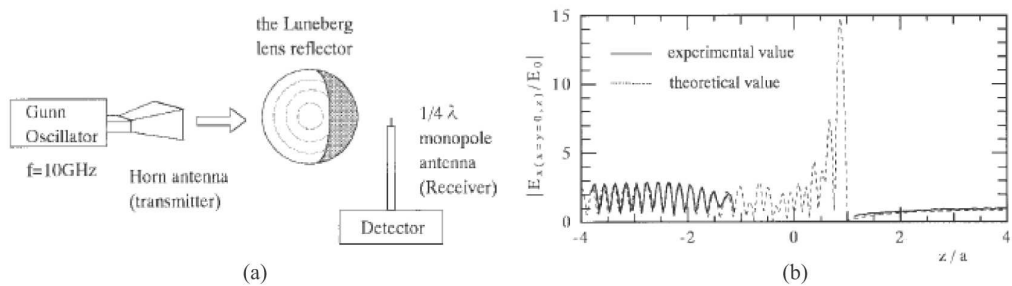 the Luneberg
lens reflector
Gunn
Oscillator
f=10GHz
Horn antenna
(transmitter)
1/4 λ
monopole
antenna
(Receiver)
Detector
(a)
|E x(x=y=0,z)/E0|
15
10
5
0
experimental value
theoretical value
-4
-2
0
2
4
z/a
(b)